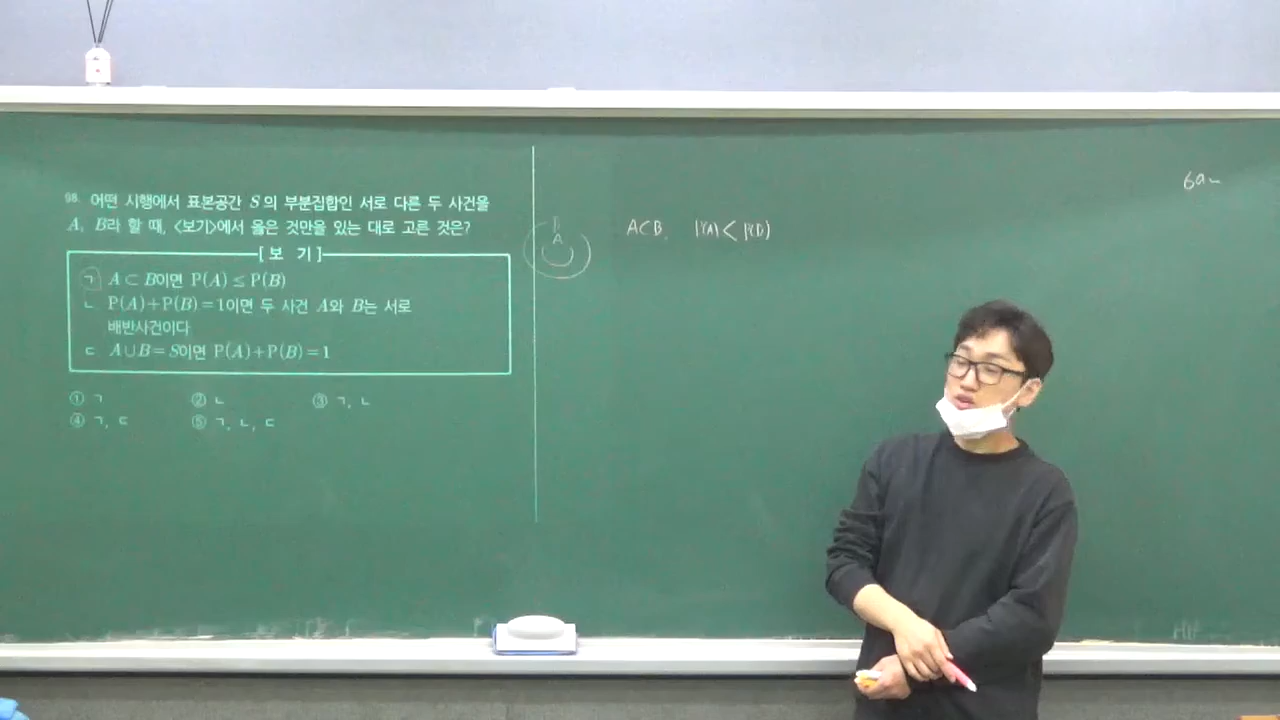 98. 어떤 시행에서 표본공간 S의 부분집합인 서로 다른 두 사건을
A, B라 할 때, <보기>에서 옳은 것만을 있는 대로 고른 것은?
[보 기]
ㄱ A⊂B이면 P(A)≤P(B)
ㄴ P(A)+P(B)=1이면 두 사건 A와 B는 서로
배반사건이다
ㄷ A∪B=S이면 P(A)+P(B)=1
① ㄱ ② ㄴ ③ ㄱ, ㄴ
④ ㄱ, ㄷ ⑤ ㄱ, ㄴ, ㄷ
B
A
A⊂B, P(A)<P(B)